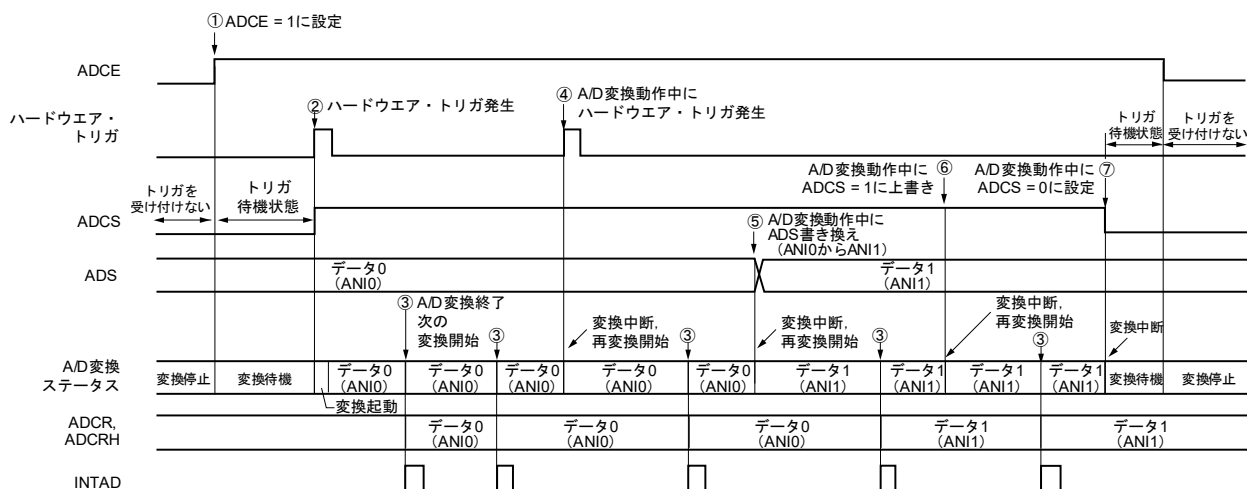 ①ADCE = 1に設定
ADCE
ハードウエア・
トリガ
②ハードウエア・トリガ発生
④A/D変換動作中に
ハードウエア・トリガ発生
トリガ
待機状態
トリガを
受け付けない
A/D変換動作中に⑥
ADCS = 1に上書き
A/D変換動作中に⑦
ADCS = 0に設定
トリガを
受け付けない
トリガ
待機状態
ADCS
⑤A/D変換動作中に
ADS書き換え
(ANI0からANI1)
ADS
データ0
(ANI0)
データ1
(ANI1)
③A/D変換終了
次の
変換開始
③
変換中断,
再変換開始
③
変換中断,
再変換開始
③
変換中断,
再変換開始
③
変換中断
A/D変換
ステータス
変換停止
変換待機
変換起動
データ0
(ANI0)
データ0
(ANI0)
データ0
(ANI0)
データ0
(ANI0)
データ0
(ANI0)
データ1
(ANI1)
データ1
(ANI1)
データ1
(ANI1)
データ1
(ANI1)
変換待機
変換停止
ADCR,
ADCRH
データ0
(ANI0)
データ0
(ANI0)
データ0
(ANI0)
データ1
(ANI1)
データ1
(ANI1)
INTAD